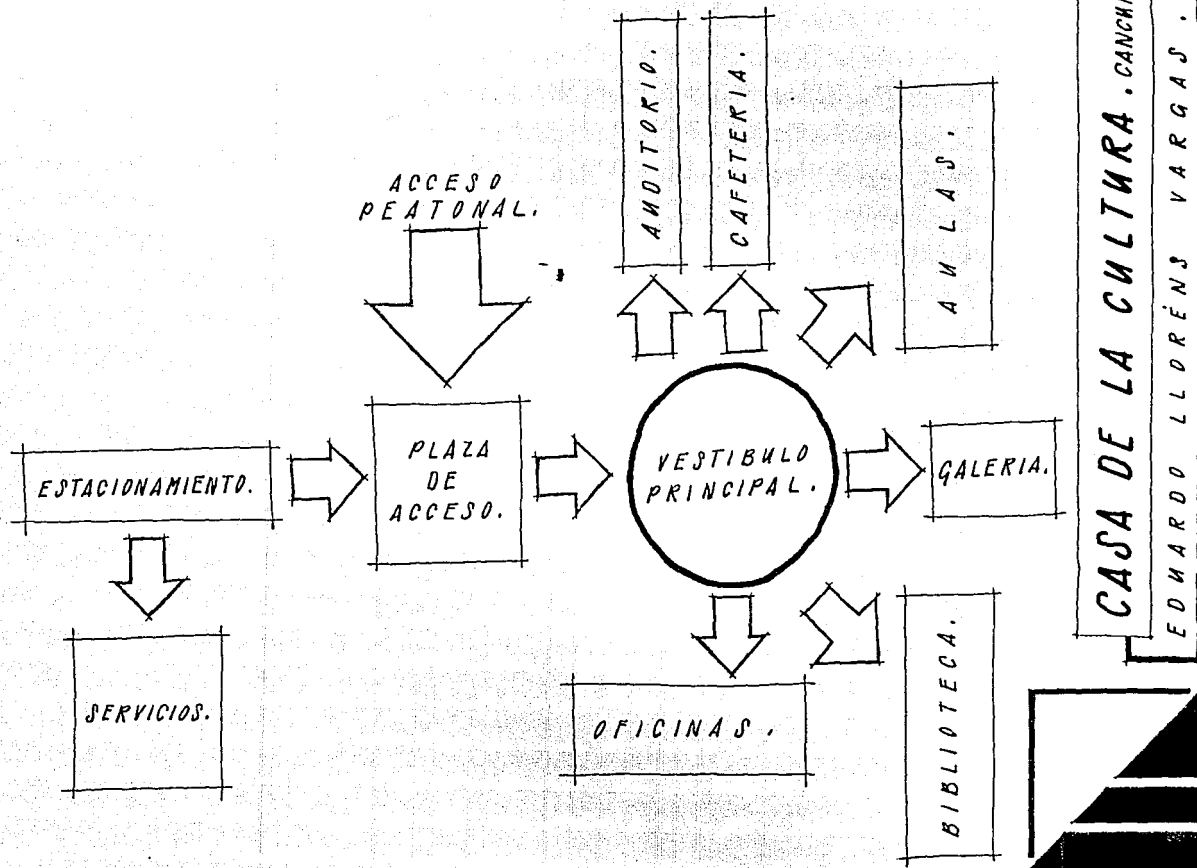 AUDITORIO.
CAFETERIA.
AULAS.
ACCESO
PEATONAL.
ESTACIONAMIENTO.
PLAZA
DE
ACCESO.
VESTIBULO
PRINCIPAL.
GALERIA.
SERVICIOS.
OFICINAS.
BIBLIOTECA.
CASA DE LA CULTURA.
EDUARDO LLORÉNS VARGAS.